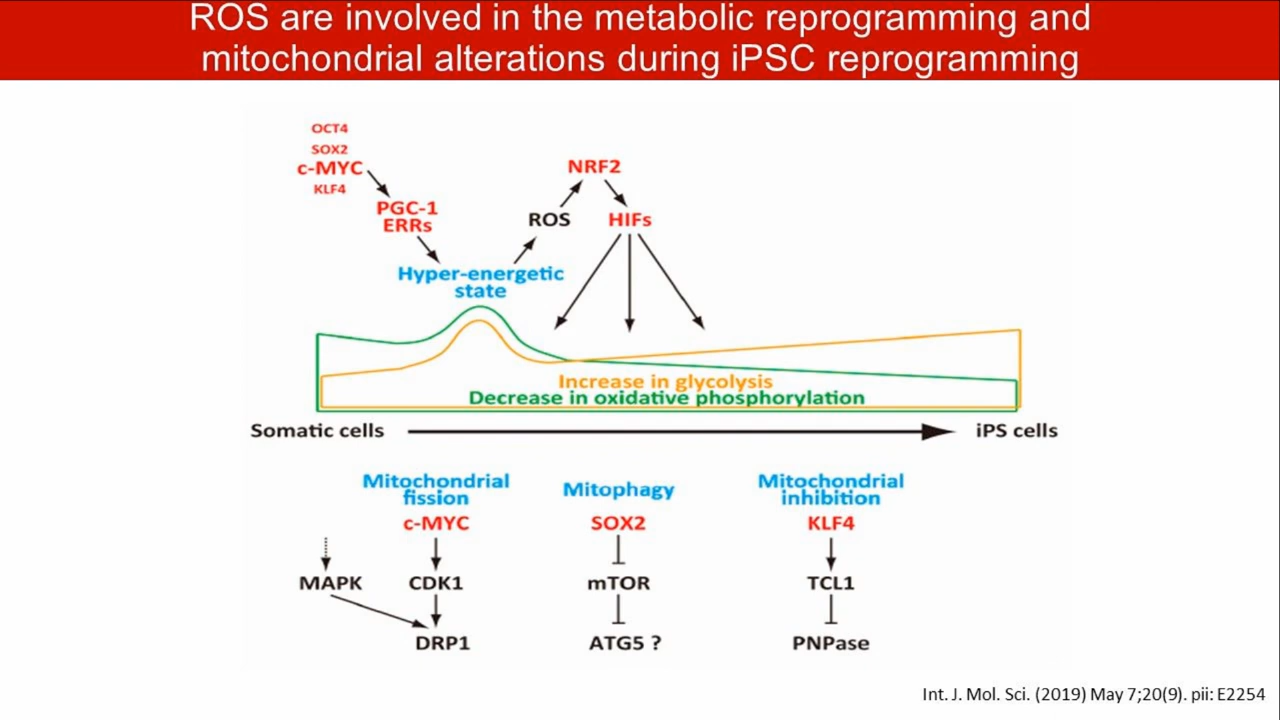 ROS are involved in the metabolic reprogramming and
mitochondrial alterations during iPSC reprogramming
OCT4
SOX2
c-MYC
KLF4
PGC-1
ERRs
Hyper-energetic
state
ROS
NRF2
HIFs
Increase in glycolysis
Decrease in oxidative phosphorylation
Somatic cells
iPS cells
Mitochondrial
fission
c-MYC
MAPK
CDK1
DRP1
Mitophagy
SOX2
mTOR
ATG5 ?
Mitochondrial
inhibition
KLF4
TCL1
PNPase
Int. J. Mol. Sci. (2019) May 7;20(9). pii: E2254